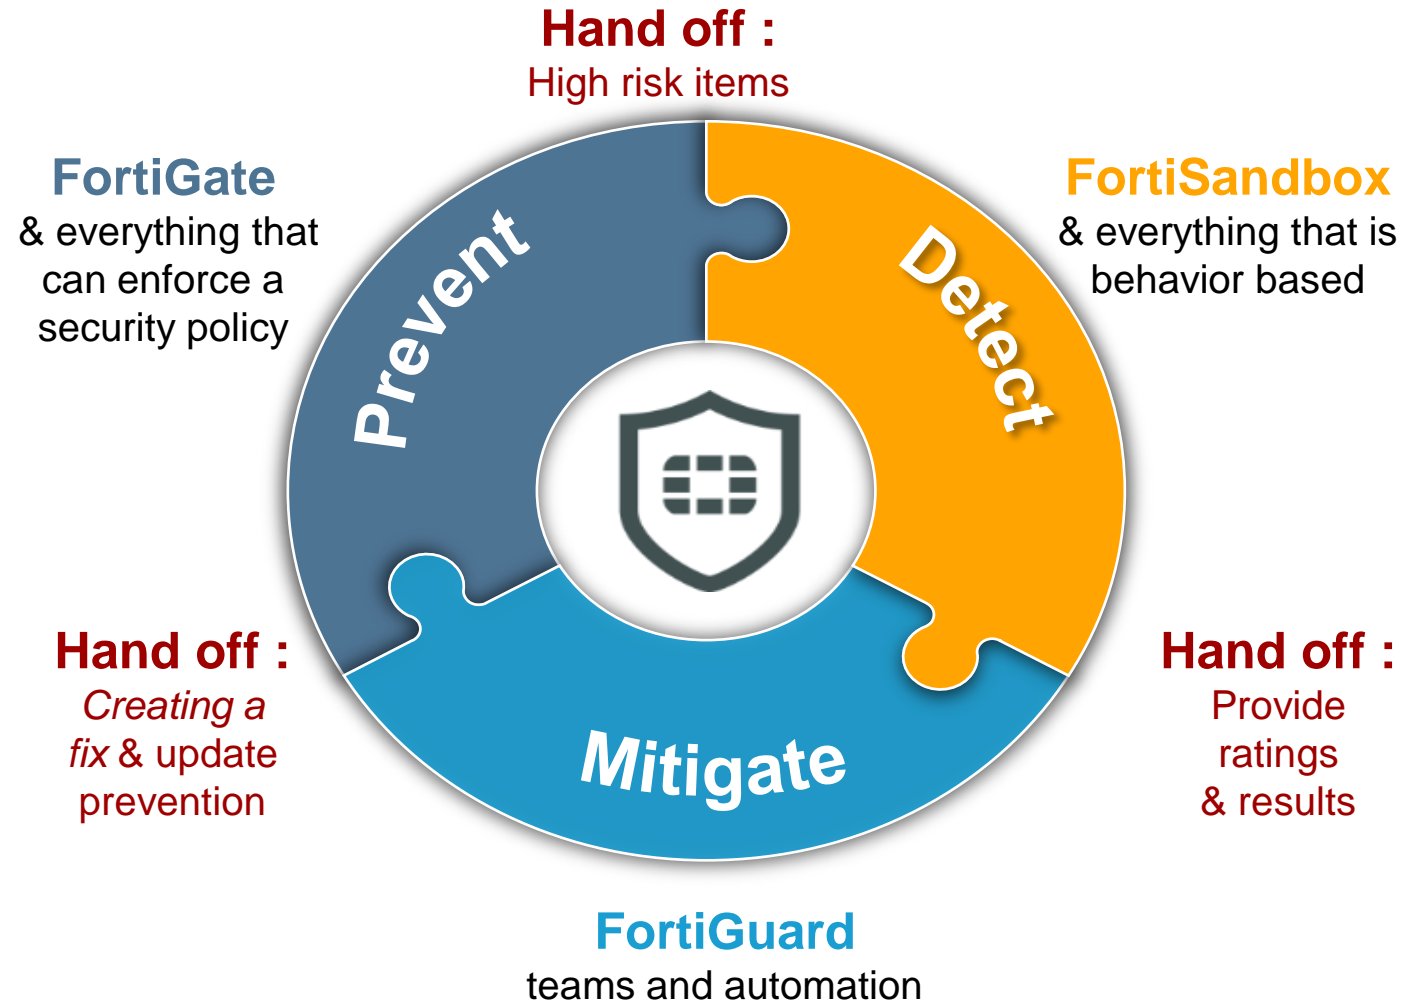 Hand off :
High risk items
FortiGate
& everything that
can enforce a
security policy
FortiSandbox
& everything that is
behavior based
Prevent
Detect
Mitigate
Hand off :
Creating a
fix & update
prevention
Hand off :
Provide
ratings
& results
FortiGuard
teams and automation